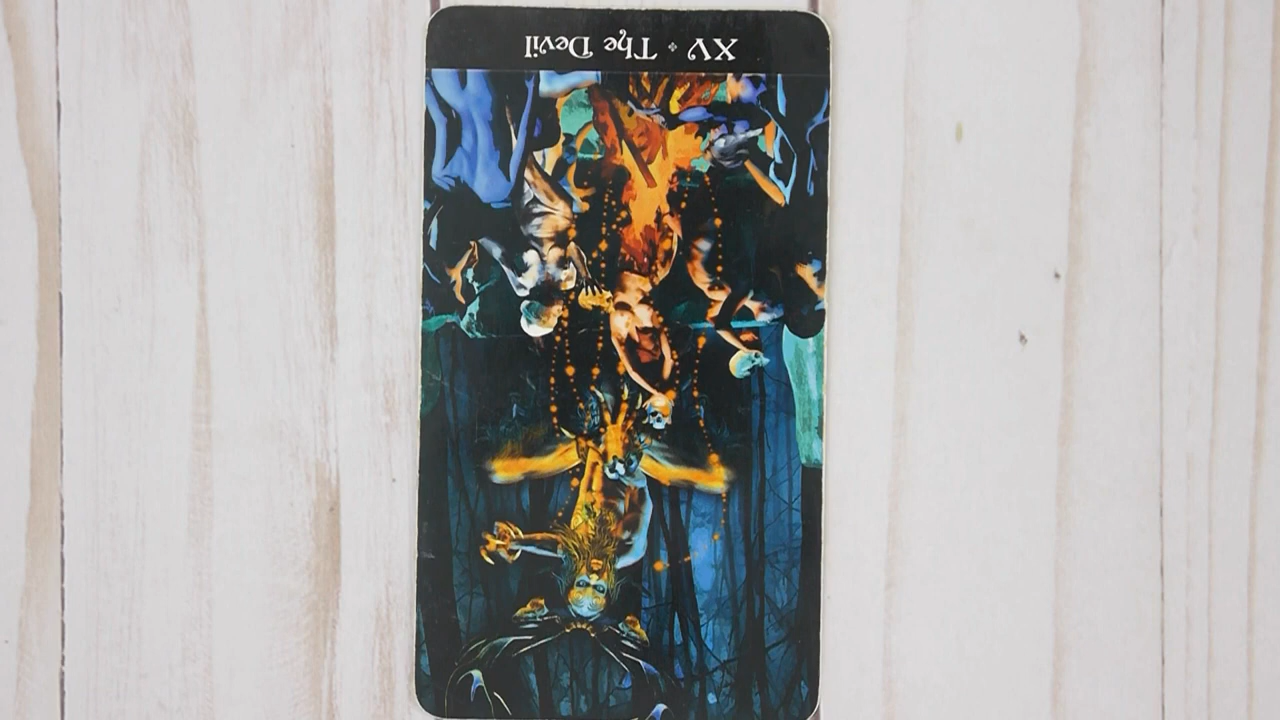 XV • The Devil